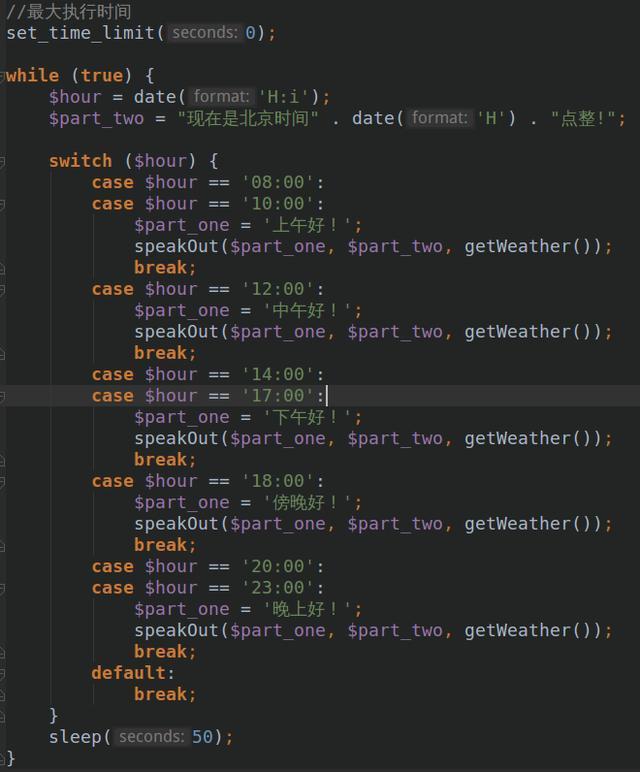 //最大执行时间
set_time_limit( seconds: 0);
while (true) {
$hour = date( format: 'H:i');
$part_two = "现在是北京时间" . date( format: 'H') . "点整!";
switch ($hour) {
case $hour == '08:00':
case $hour == '10:00':
$part_one = '上午好！';
speakOut($part_one, $part_two, getWeather());
break;
case $hour == '12:00':
$part_one = '中午好！';
speakOut($part_one, $part_two, getWeather());
break;
case $hour == '14:00':
case $hour == '17:00':
$part_one = '下午好！';
speakOut($part_one, $part_two, getWeather());
break;
case $hour == '18:00':
$part_one = '傍晚好！';
speakOut($part_one, $part_two, getWeather());
break;
case $hour == '20:00':
case $hour == '23:00':
$part_one = '晚上好！';
speakOut($part_one, $part_two, getWeather());
break;
default:
break;
}
sleep( seconds: 50);
}